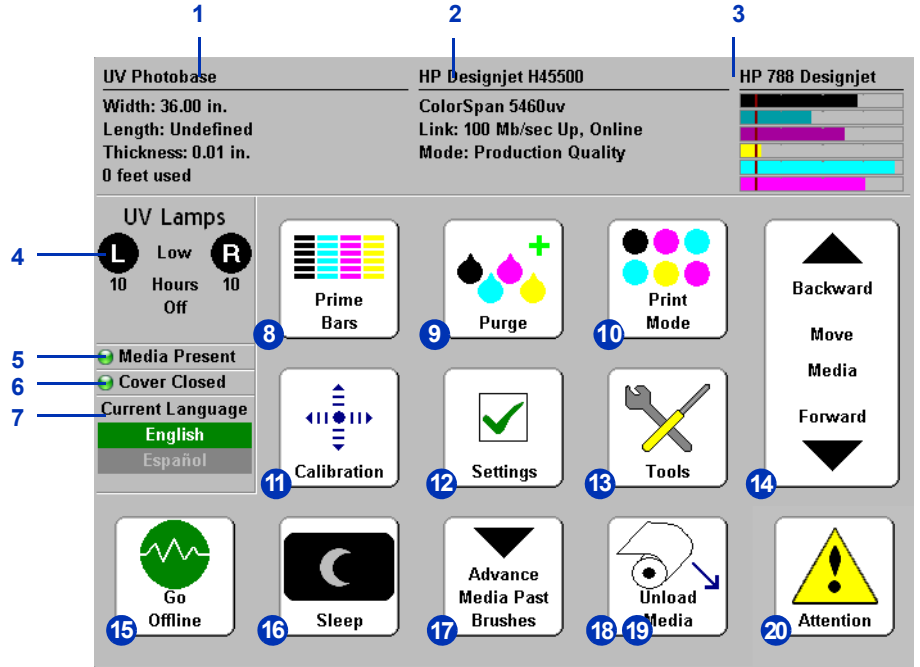 1 2 3
UV Photobase
Width: 36.00 in.
Length: Undefined
Thickness: 0.01 in.
0 feet used
HP Designjet H45500
ColorSpan 5460uv
Link: 100 Mb/sec Up, Online
Mode: Production Quality
HP 788 Designjet
4
UV Lamps
L Low R
10 Hours 10
Off
5
Media Present
6
Cover Closed
7
Current Language
English
Español
Prime
Bars
8
Purge
9
Print
Mode
10
Backward
Move
Media
Forward
14
Calibration
11
Settings
12
Tools
13
Go
Offline
15
Sleep
16
Advance
Media Past
Brushes
17
Unload
Media
18 19
Attention
20